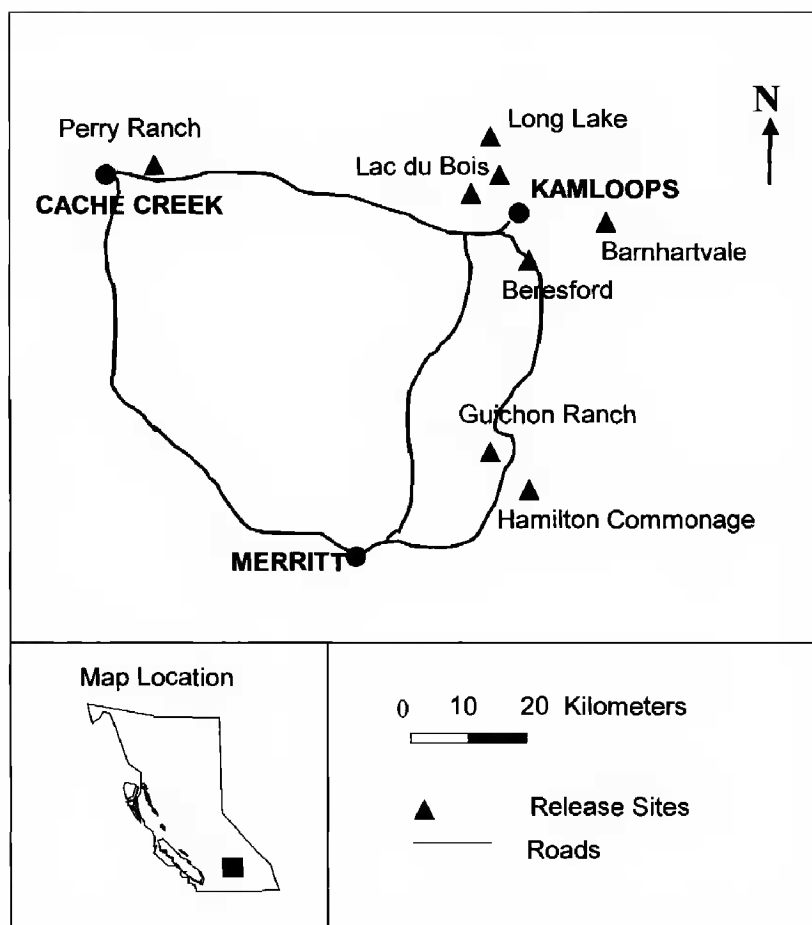 N
Long Lake
Perry Ranch
Lac du Bois
KAMLOOPS
CACHE CREEK
Barnhartvale
Beresford
Guichon Ranch
Hamilton Commonage
MERRITT
Map Location
0 10 20 Kilometers
Release Sites
Roads